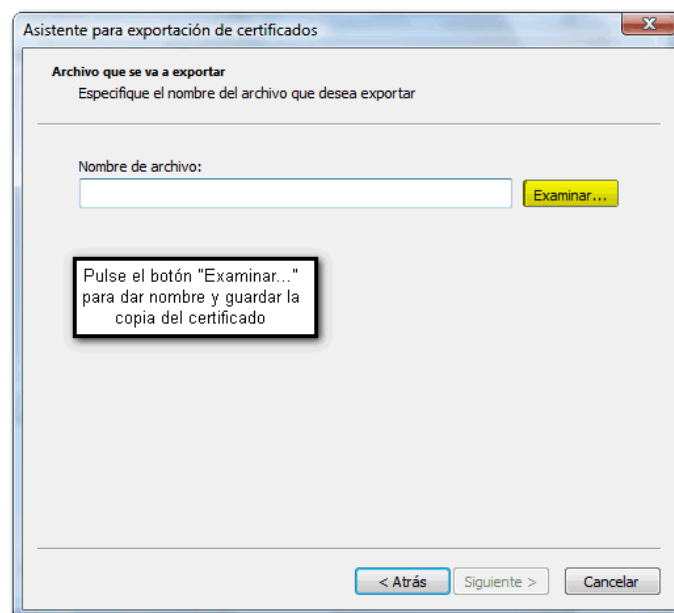 Asistente para exportación de certificados
Archivo que se va a exportar
Especifique el nombre del archivo que desea exportar
Nombre de archivo:
Examinar...
Pulse el botón "Examinar..."
para dar nombre y guardar la
copia del certificado
< Atrás
Siguiente >
Cancelar